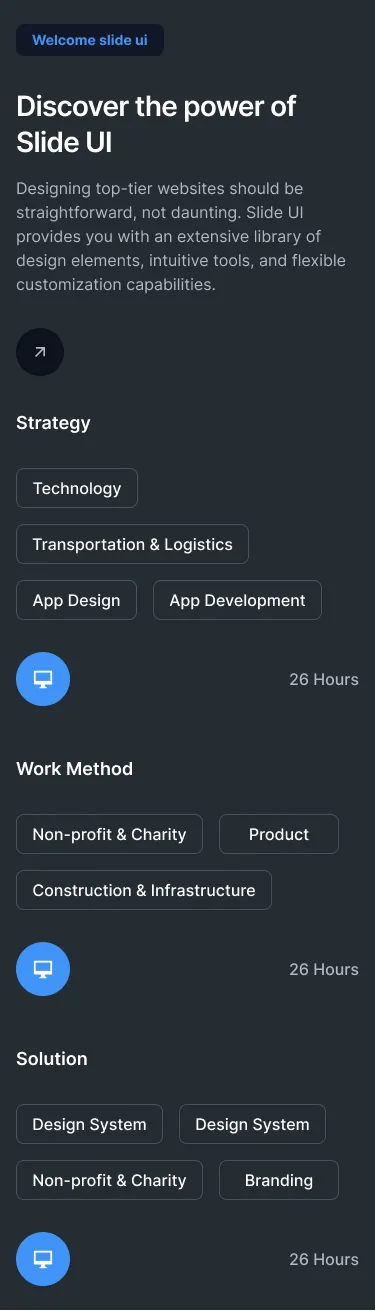 Welcome slide ui
Discover the power of
Slide UI
Designing top-tier websites should be
straightforward, not daunting. Slide UI
provides you with an extensive library of
design elements, intuitive tools, and flexible
customization capabilities.
Strategy
Technology
Transportation & Logistics
App Design App Development
26 Hours
Work Method
Non-profit & Charity Product
Construction & Infrastructure
26 Hours
Solution
Design System Design System
Non-profit & Charity Branding
26 Hours